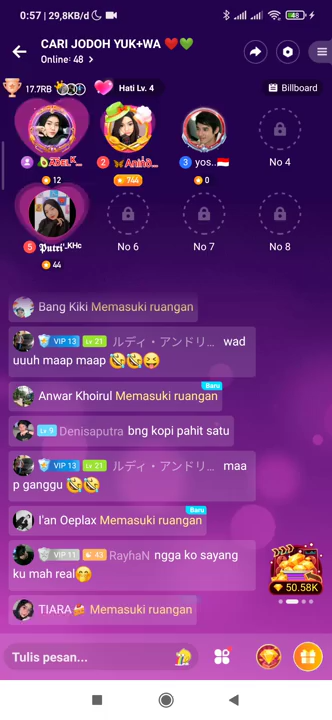 0:57 | 29,8KB/d
48
CARI JODOH YUK+WA ❤️💚
Online: 48 >
17.7RB
Hati Lv. 4
Billboard
yos..🇮🇩
3
No 4
2
12
744
0
5
No 6
No 7
No 8
44
Bang Kiki Memasuki ruangan
VIP 13 Lv 21 ルディ・アンドリ... wad
uuuh maap maap 🤣🤣😝
Baru
Anwar Khoirul Memasuki ruangan
Lv 9 Denisaputra bng kopi pahit satu
VIP 13 Lv 21 ルディ・アンドリ... maa
p ganggu 🤣🤣
Baru
I'an Oeplax Memasuki ruangan
VIP 11 43 RayhaN ngga ko sayang
ku mah real🤭
50.58K
TIARA Memasuki ruangan
Tulis pesan...